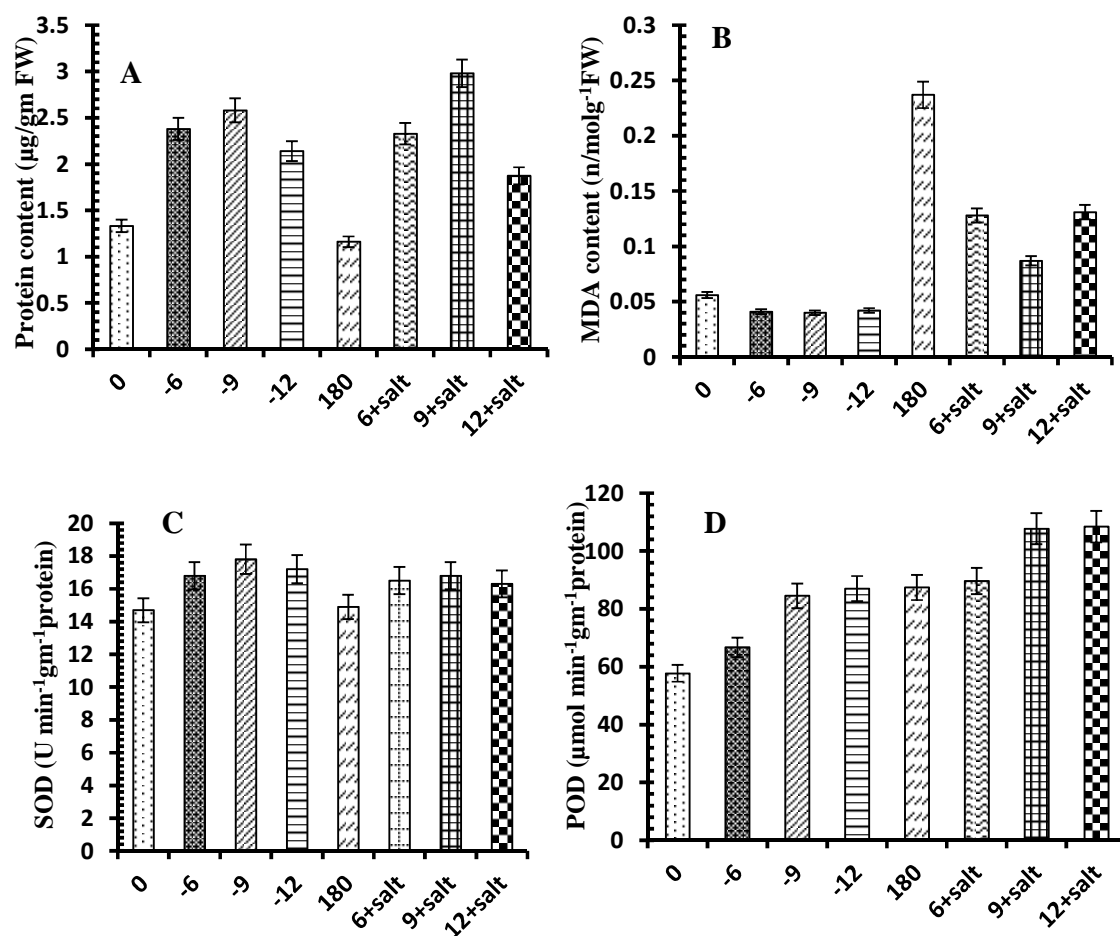 A
Protein content (µg/gm FW)
3.5
3
2.5
2
1.5
1
0.5
0
0
-6
-9
-12
180
6+salt
9+salt
12+salt
B
MDA content (n/molg-1FW)
0.3
0.25
0.2
0.15
0.1
0.05
0
0
-6
-9
-12
180
6+salt
9+salt
12+salt
C
SOD (U min-1gm-1protein)
20
18
16
14
12
10
8
6
4
2
0
0
-6
-9
-12
180
6+salt
9+salt
12+salt
D
POD (µmol min-1gm-1protein)
120
100
80
60
40
20
0
0
-6
-9
-12
180
6+salt
9+salt
12+salt